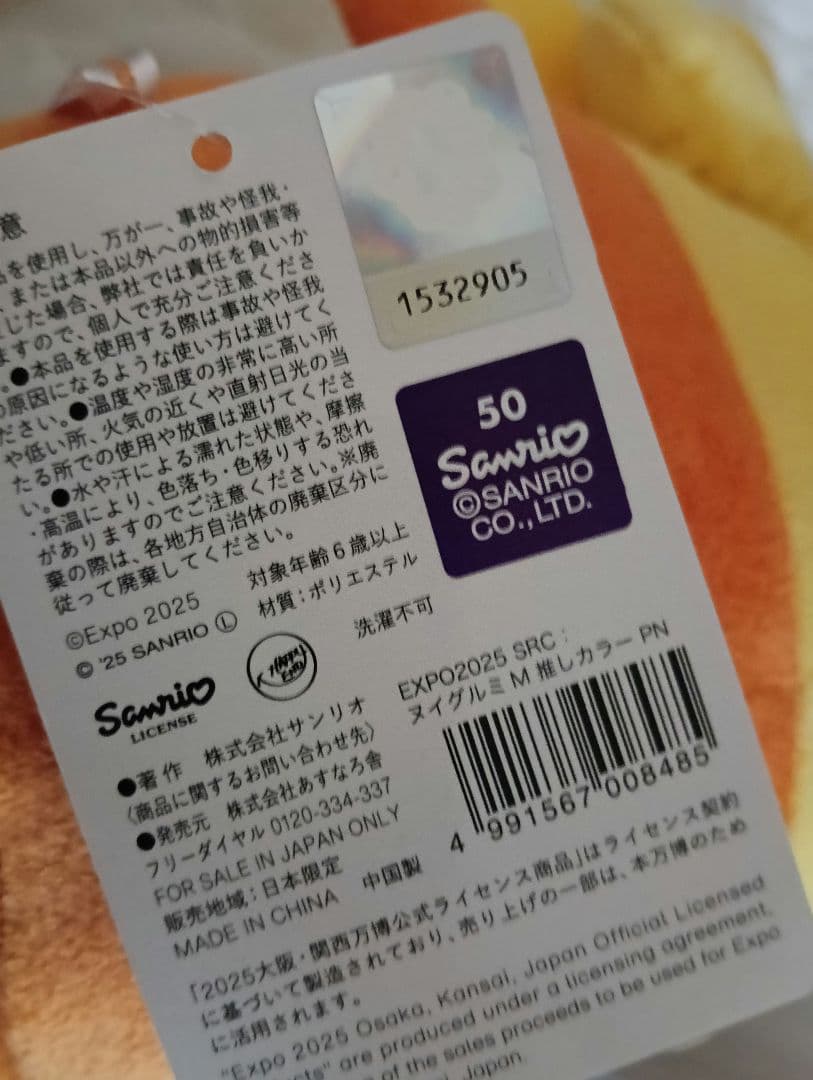 意
を使用し、万が一、事故や怪我・
または本品以外への物的損害等
じた場合、弊社では責任を負いか
ますので、個人で充分ご注意くださ
。●本品を使用する際は事故や怪我
原因になるような使い方は避けてく
ださい。●温度や湿度の非常に高い所
や低い所、火気の近くや直射日光の当
たる所での使用や放置は避けてくださ
い。●水や汗による濡れた状態や、摩擦
・高温により、色落ち・色移りする恐れ
がありますのでご注意ください。※廃
棄の際は、各地方自治体の廃棄区分に
従って廃棄してください。
1532905
50
Sanrio
©SANRIO
CO.,LTD.
対象年齢6歳以上
材質:ポリエステル
洗濯不可
©Expo 2025
© '25 SANRIO Ⓛ
Sanrio
LICENSE
EXPO2025 SRC:
ヌイグルミ M 推しカラー PN
4 991567 008485
●著作 株式会社サンリオ
〈商品に関するお問い合わせ先〉
●発売元 株式会社あすなろ舎
フリーダイヤル 0120-334-337
FOR SALE IN JAPAN ONLY
販売地域:日本限定
MADE IN CHINA 中国製
「2025大阪・関西万博公式ライセンス商品」はライセンス契約
に基づいて製造されており、売り上げの一部は、本万博のため
に活用されます。
"Expo 2025 Osaka, Kansai, Japan Official Licensed
are produced under a licensing agreement,
of the sales proceeds to be used for Expo
Japan.